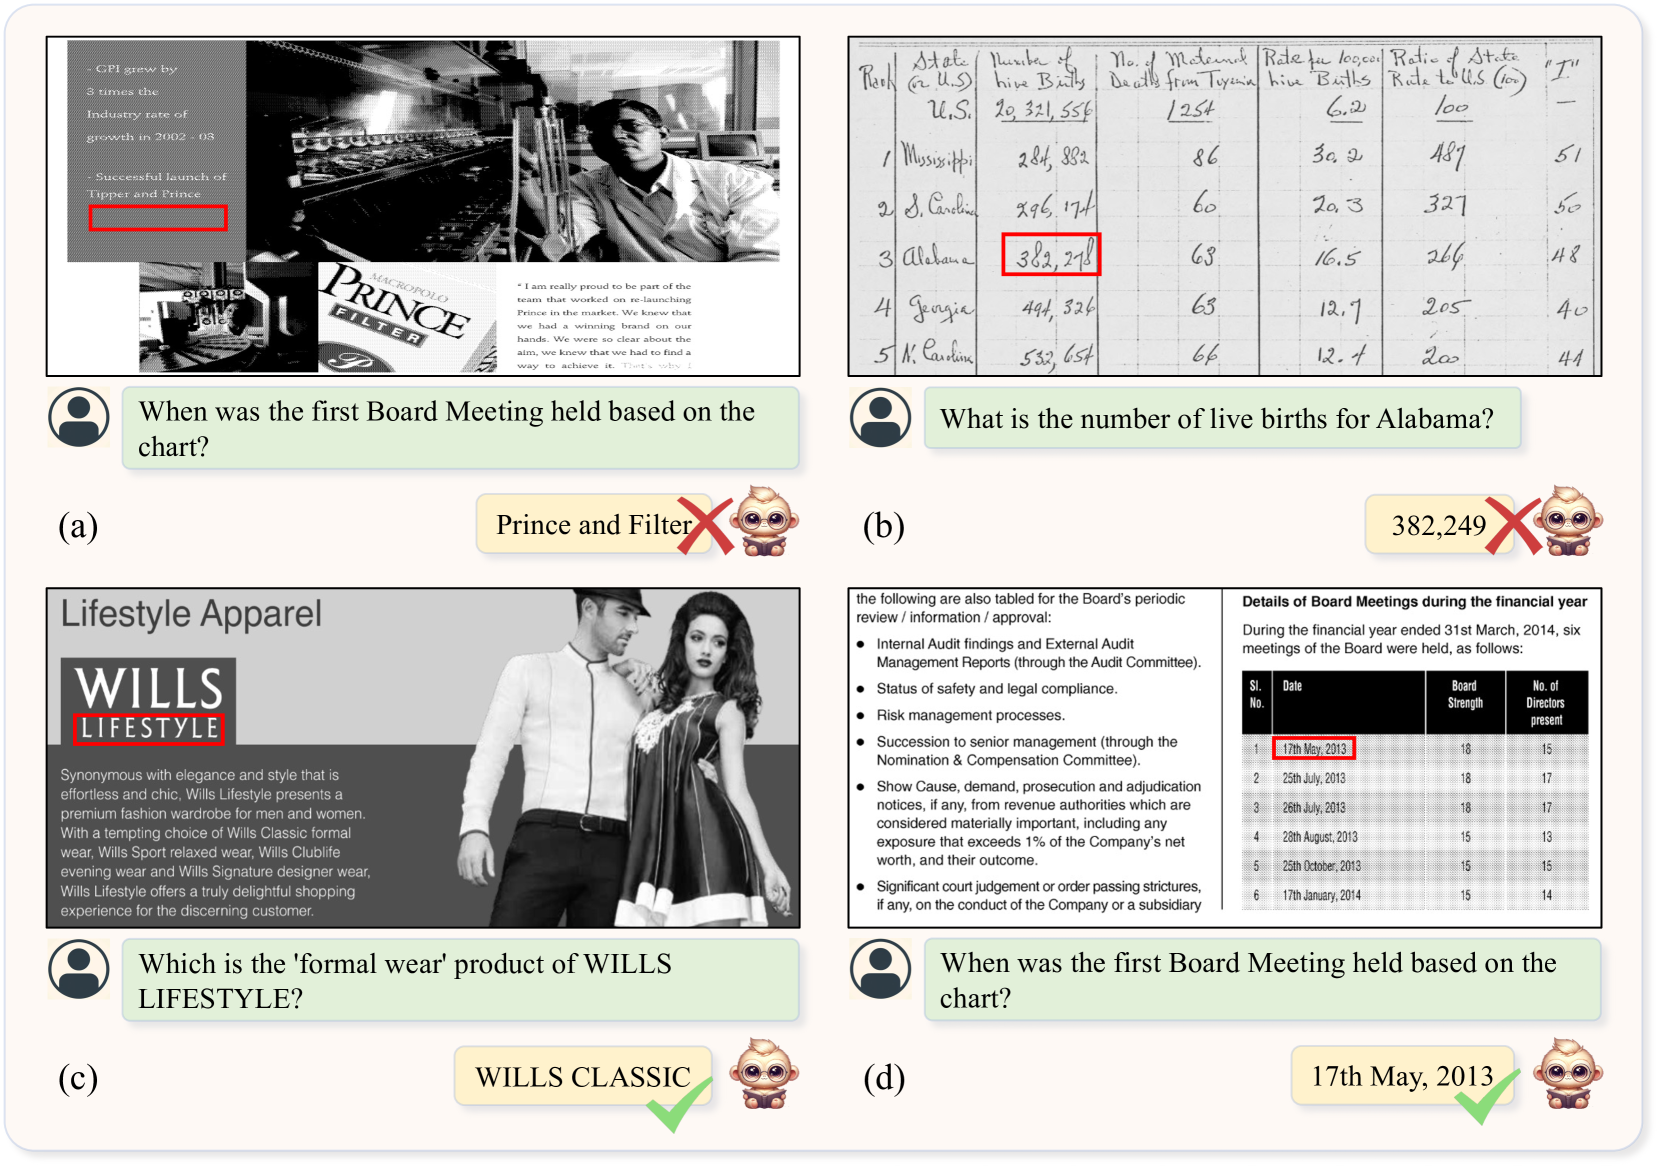 - GPI grew by
3 times the
Industry rate of
growth in 2002 - 03
- Successful launch of
Tipper and Prince
MACROPOLO
PRINCE
FILTER
P
" I am really proud to be part of the
team that worked on re-launching
Prince in the market. We knew that
we had a winning brand on our
hands. We were so clear about the
aim, we knew that we had to find a
way to achieve it. That's why I
When was the first Board Meeting held based on the
chart?
(a)
Prince and Filter
Rank State (or U.S) Number of live Births No. of Maternal Deaths from Toxemia Rate per 100,000 live Births Ratio of State Rate to U.S (100) "I"
U.S. 20,321,556 1254 6.2 100 —
1 Mississippi 284,882 86 30.2 487 51
2 S. Carolina 296,174 60 20.3 327 50
3 Alabama 382,278 63 16.5 266 48
4 Georgia 494,326 63 12.7 205 40
5 N. Carolina 532,654 66 12.4 200 44
What is the number of live births for Alabama?
(b)
382,249
Lifestyle Apparel
WILLS
LIFESTYLE
Synonymous with elegance and style that is
effortless and chic, Wills Lifestyle presents a
premium fashion wardrobe for men and women.
With a tempting choice of Wills Classic formal
wear, Wills Sport relaxed wear, Wills Clublife
evening wear and Wills Signature designer wear,
Wills Lifestyle offers a truly delightful shopping
experience for the discerning customer.
Which is the 'formal wear' product of WILLS
LIFESTYLE?
(c)
WILLS CLASSIC
the following are also tabled for the Board's periodic
review / information / approval:
● Internal Audit findings and External Audit
Management Reports (through the Audit Committee).
● Status of safety and legal compliance.
● Risk management processes.
● Succession to senior management (through the
Nomination & Compensation Committee).
● Show Cause, demand, prosecution and adjudication
notices, if any, from revenue authorities which are
considered materially important, including any
exposure that exceeds 1% of the Company's net
worth, and their outcome.
● Significant court judgement or order passing strictures,
if any, on the conduct of the Company or a subsidiary
Details of Board Meetings during the financial year
During the financial year ended 31st March, 2014, six
meetings of the Board were held, as follows:
Sl. No. Date Board Strength No. of Directors present
1 17th May, 2013 18 15
2 25th July, 2013 18 17
3 26th July, 2013 18 17
4 28th August, 2013 15 13
5 25th October, 2013 15 15
6 17th January, 2014 15 14
When was the first Board Meeting held based on the
chart?
(d)
17th May, 2013